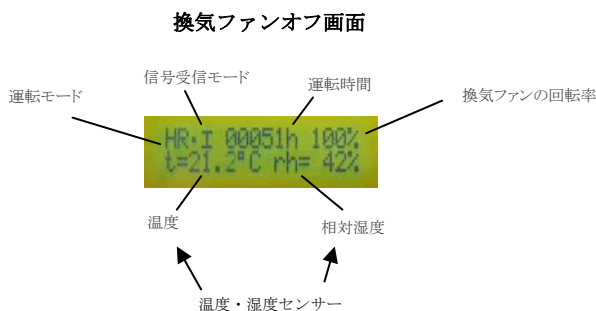 換気ファンオフ画面
信号受信モード
運転時間
運転モード
換気ファンの回転率
HR・I 00051h 100%
t=21.2°C rh= 42%
温度
相対湿度
温度・湿度センサー